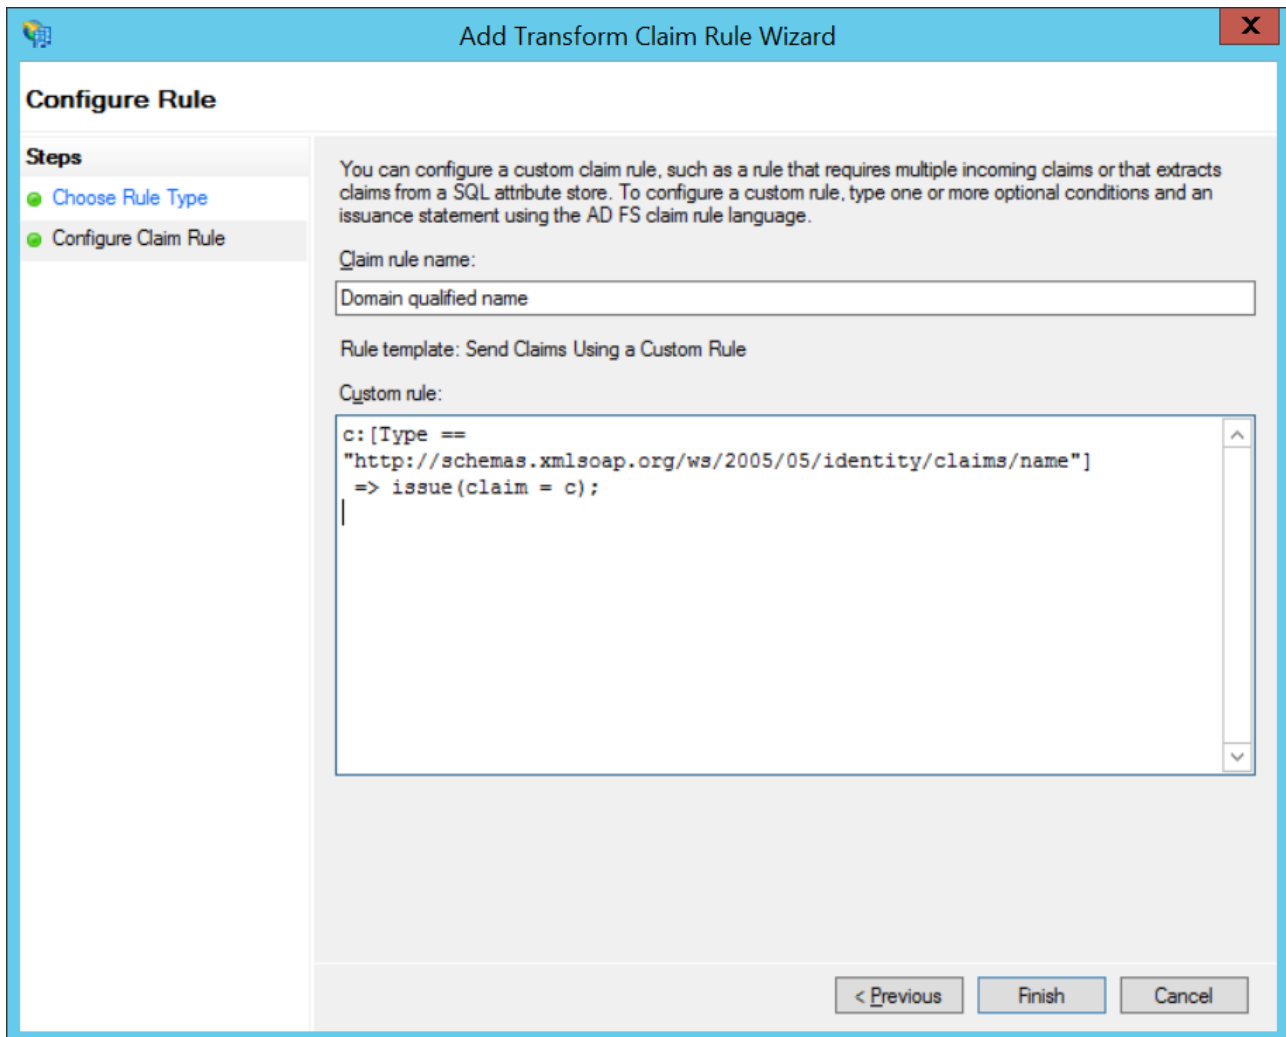 Add Transform Claim Rule Wizard
X
Configure Rule
Steps
Choose Rule Type
Configure Claim Rule
You can configure a custom claim rule, such as a rule that requires multiple incoming claims or that extracts
claims from a SQL attribute store. To configure a custom rule, type one or more optional conditions and an
issuance statement using the AD FS claim rule language.
Claim rule name:
Domain qualified name
Rule template: Send Claims Using a Custom Rule
Custom rule:
c:[Type ==
"http://schemas.xmlsoap.org/ws/2005/05/identity/claims/name"]
=> issue(claim = c);
< Previous
Finish
Cancel